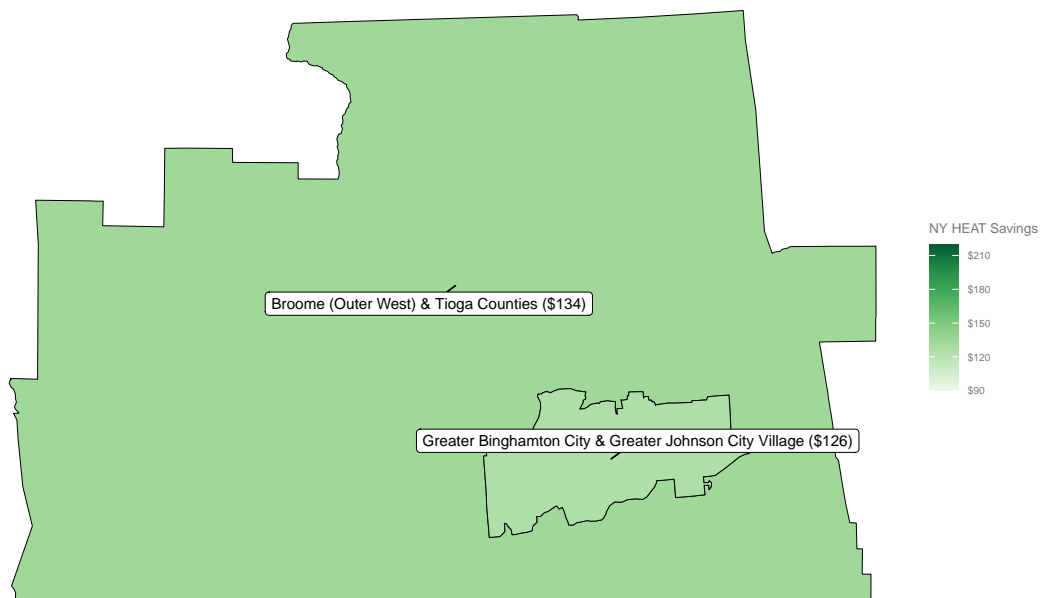 NY HEAT Savings
$210
$180
$150
$120
$90
Broome (Outer West) & Tioga Counties ($134)
Greater Binghamton City & Greater Johnson City Village ($126)